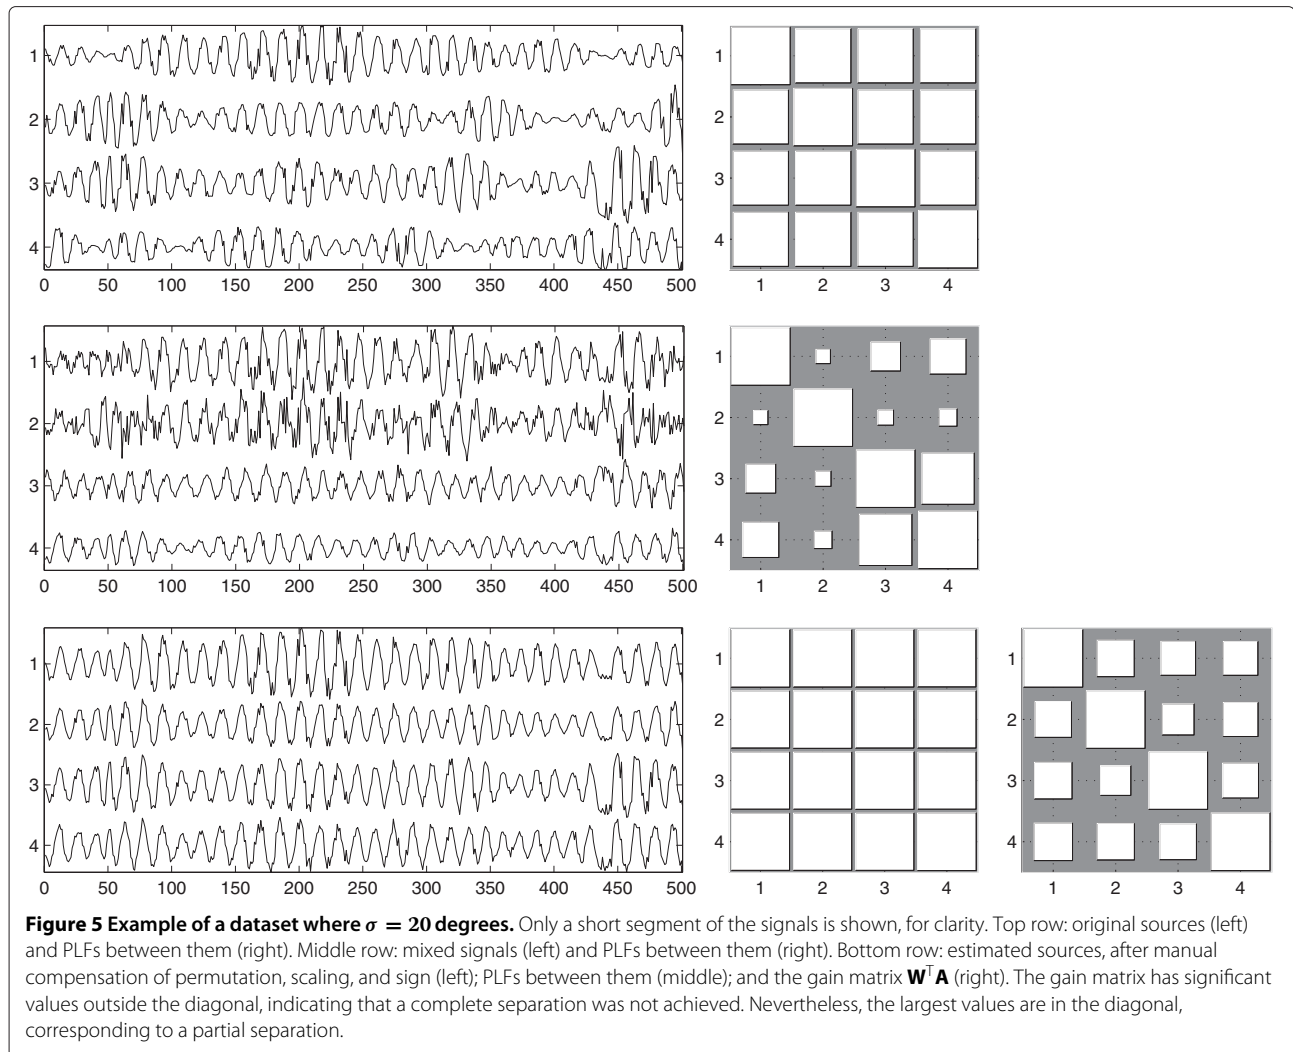 1
2
3
4
0 50 100 150 200 250 300 350 400 450 500
1
2
3
4
1 2 3 4
1
2
3
4
0 50 100 150 200 250 300 350 400 450 500
1
2
3
4
1 2 3 4
1
2
3
4
0 50 100 150 200 250 300 350 400 450 500
1
2
3
4
1 2 3 4
1
2
3
4
1 2 3 4
Figure 5 Example of a dataset where σ = 20 degrees. Only a short segment of the signals is shown, for clarity. Top row: original sources (left)
and PLFs between them (right). Middle row: mixed signals (left) and PLFs between them (right). Bottom row: estimated sources, after manual
compensation of permutation, scaling, and sign (left); PLFs between them (middle); and the gain matrix WᵀA (right). The gain matrix has significant
values outside the diagonal, indicating that a complete separation was not achieved. Nevertheless, the largest values are in the diagonal,
corresponding to a partial separation.